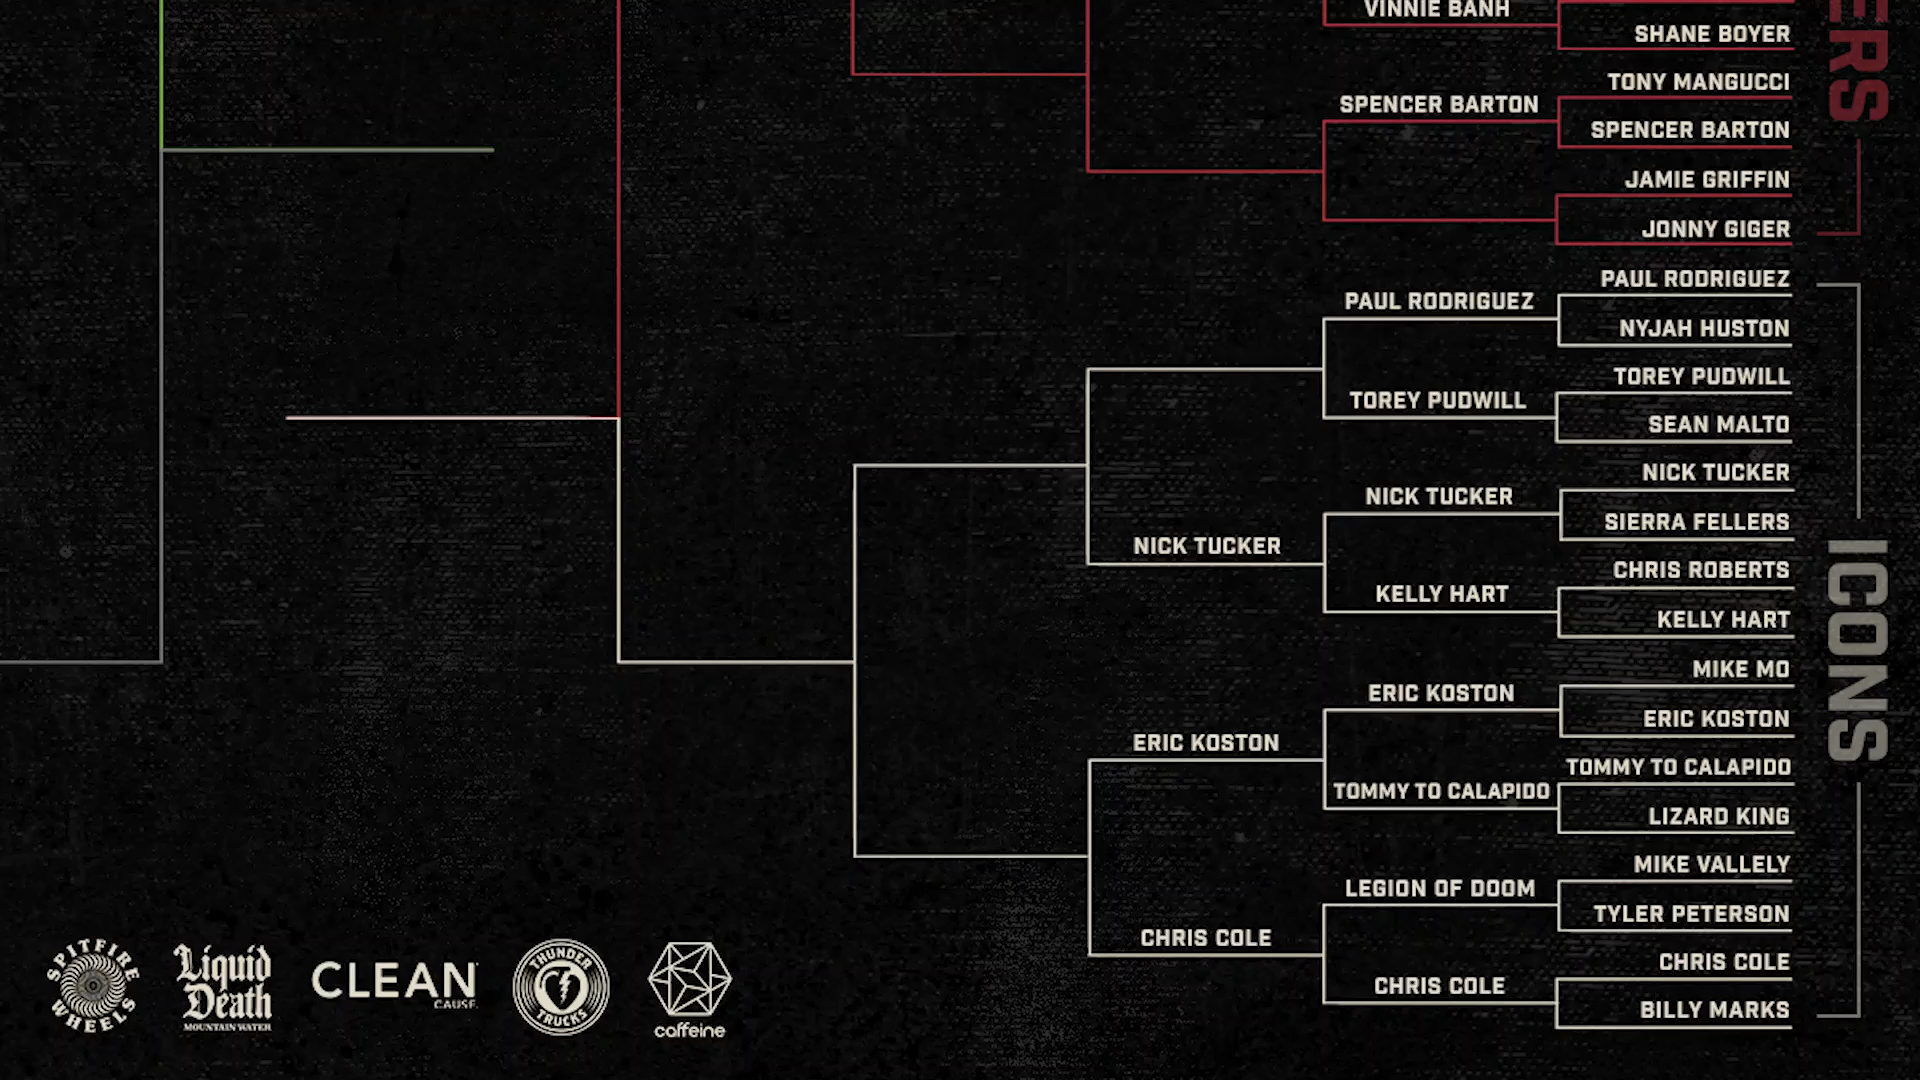 VINNIE BANH
SHANE BOYER
TONY MANGUCCI
SPENCER BARTON
SPENCER BARTON
JAMIE GRIFFIN
JONNY GIGER
ERS
PAUL RODRIGUEZ
PAUL RODRIGUEZ
NYJAH HUSTON
TOREY PUDWILL
TOREY PUDWILL
SEAN MALTO
NICK TUCKER
NICK TUCKER
SIERRA FELLERS
NICK TUCKER
CHRIS ROBERTS
KELLY HART
KELLY HART
ICONS
MIKE MO
ERIC KOSTON
ERIC KOSTON
ERIC KOSTON
TOMMY TO CALAPIDO
TOMMY TO CALAPIDO
LIZARD KING
MIKE VALLELY
LEGION OF DOOM
TYLER PETERSON
CHRIS COLE
CHRIS COLE
CHRIS COLE
BILLY MARKS
SPITFIRE WHEELS
Liquid
Death
MOUNTAIN WATER
CLEAN
CAUSE
THUNDER
TRUCKS
caffeine